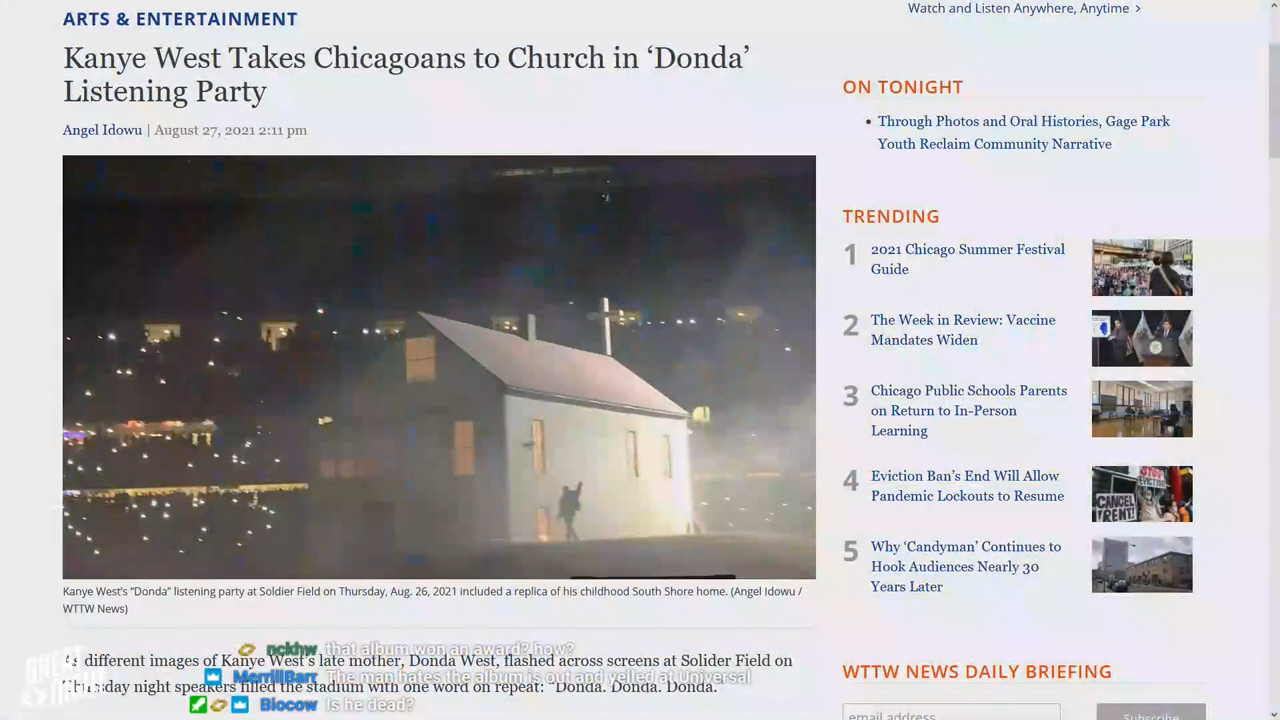 ARTS & ENTERTAINMENT
Kanye West Takes Chicagoans to Church in ‘Donda’
Listening Party
Angel Idowu | August 27, 2021 2:11 pm
Kanye West's "Donda" listening party at Soldier Field on Thursday, Aug. 26, 2021 included a replica of his childhood South Shore home. (Angel Idowu /
WTTW News)
As different images of Kanye West's late mother, Donda West, flashed across screens at Solider Field on
Thursday night speakers filled the stadium with one word on repeat: "Donda. Donda. Donda.
nckhw that album won an award? how?
MerrillBarr The man hates the album is out and yelled at Universal
Biocow Is he dead?
Watch and Listen Anywhere, Anytime >
ON TONIGHT
• Through Photos and Oral Histories, Gage Park
Youth Reclaim Community Narrative
TRENDING
1 2021 Chicago Summer Festival
Guide
2 The Week in Review: Vaccine
Mandates Widen
3 Chicago Public Schools Parents
on Return to In-Person
Learning
4 Eviction Ban’s End Will Allow
Pandemic Lockouts to Resume
CANCEL
RENT!
5 Why ‘Candyman’ Continues to
Hook Audiences Nearly 30
Years Later
WTTW NEWS DAILY BRIEFING
email address
Subscribe